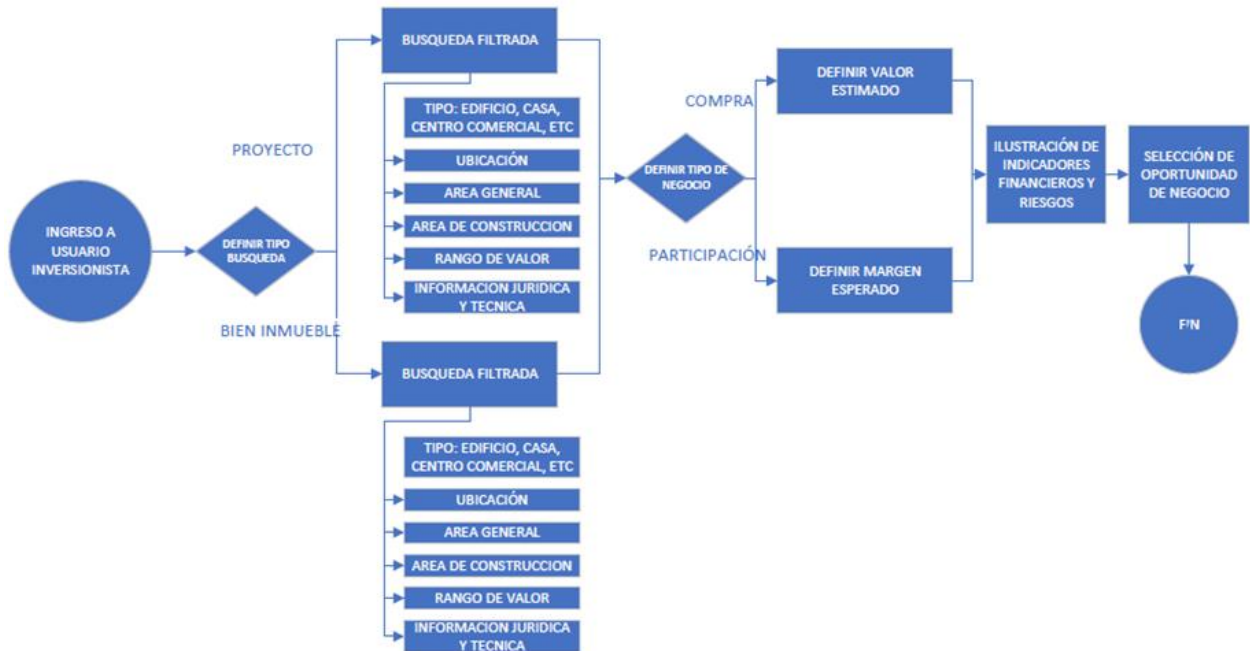 INGRESO A
USUARIO
INVERSIONISTA
DEFINIR TIPO
BUSQUEDA
PROYECTO
BIEN INMUEBLE
BUSQUEDA FILTRADA
TIPO: EDIFICIO, CASA,
CENTRO COMERCIAL, ETC
UBICACIÓN
AREA GENERAL
AREA DE CONSTRUCCION
RANGO DE VALOR
INFORMACION JURIDICA
Y TECNICA
BUSQUEDA FILTRADA
TIPO: EDIFICIO, CASA,
CENTRO COMERCIAL, ETC
UBICACIÓN
AREA GENERAL
AREA DE CONSTRUCCION
RANGO DE VALOR
INFORMACION JURIDICA
Y TECNICA
DEFINIR TIPO DE
NEGOCIO
COMPRA
PARTICIPACIÓN
DEFINIR VALOR
ESTIMADO
DEFINIR MARGEN
ESPERADO
ILUSTRACIÓN DE
INDICADORES
FINANCIEROS Y
RIESGOS
SELECCIÓN DE
OPORTUNIDAD
DE NEGOCIO
FIN